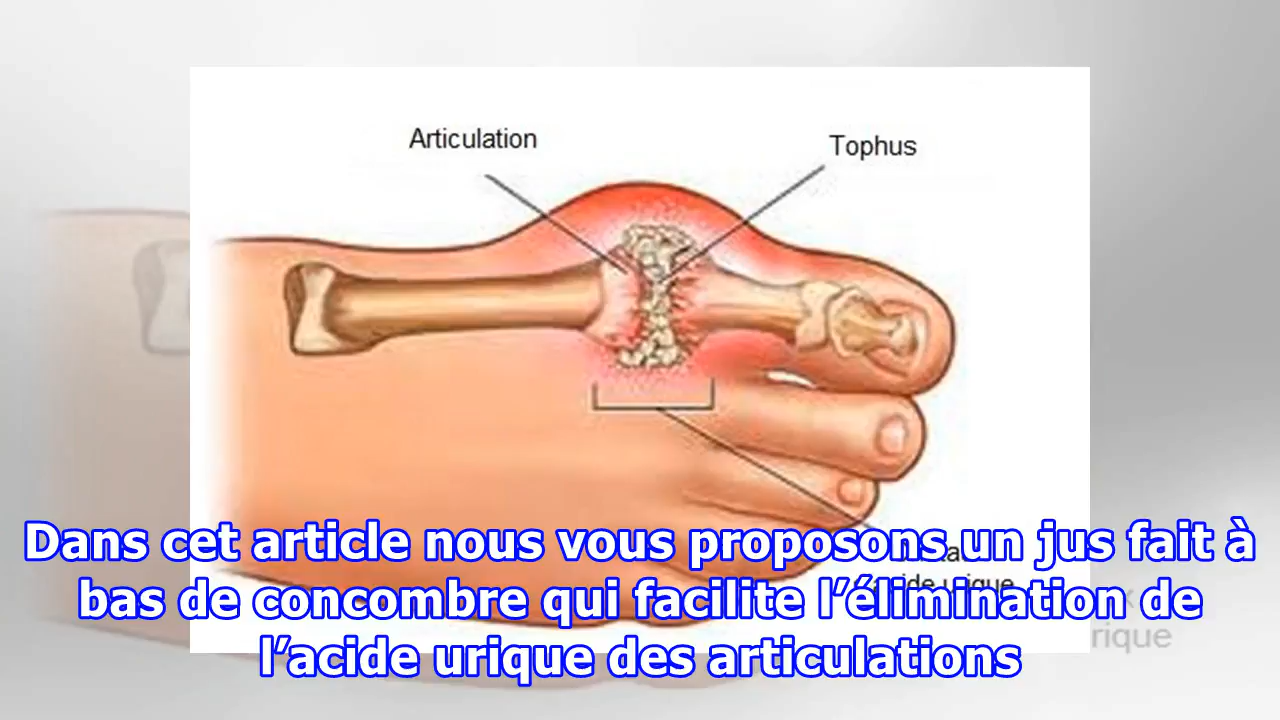 Articulation
Tophus
Dans cet article nous vous proposons un jus fait à
bas de concombre qui facilite l’élimination de
l’acide urique des articulations
rique